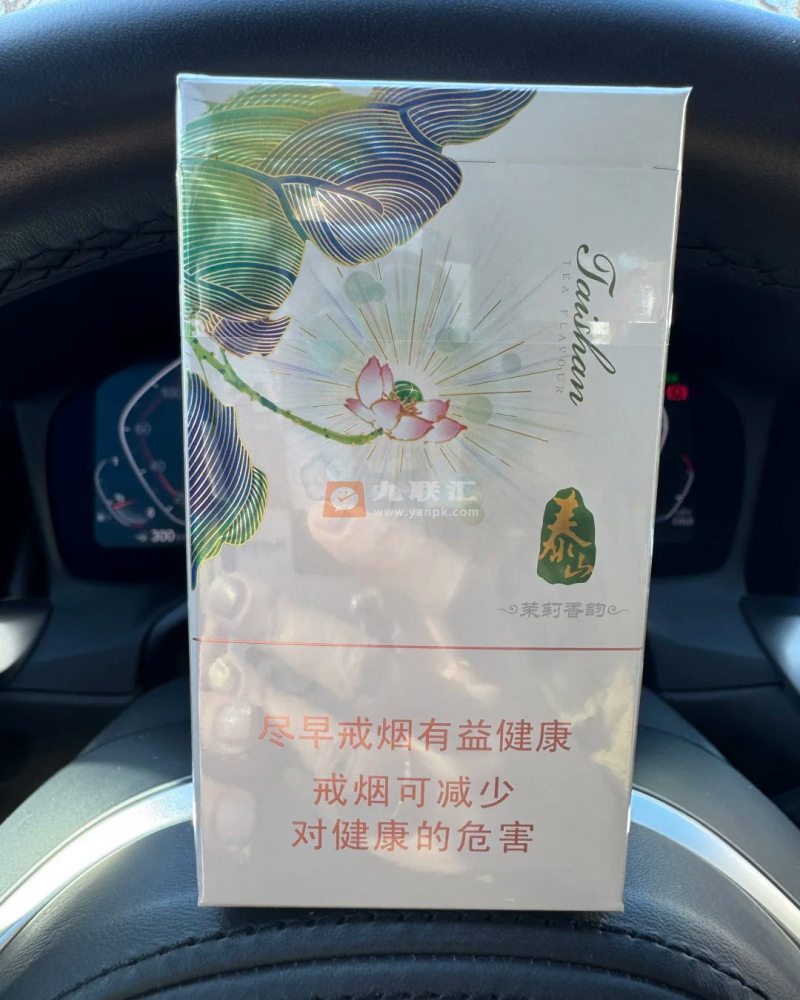 Taishan
TEA FLAVOUR
泰山
茉莉香韵
九联汇
www.yanpk.com
尽早戒烟有益健康
戒烟可减少
对健康的危害
300